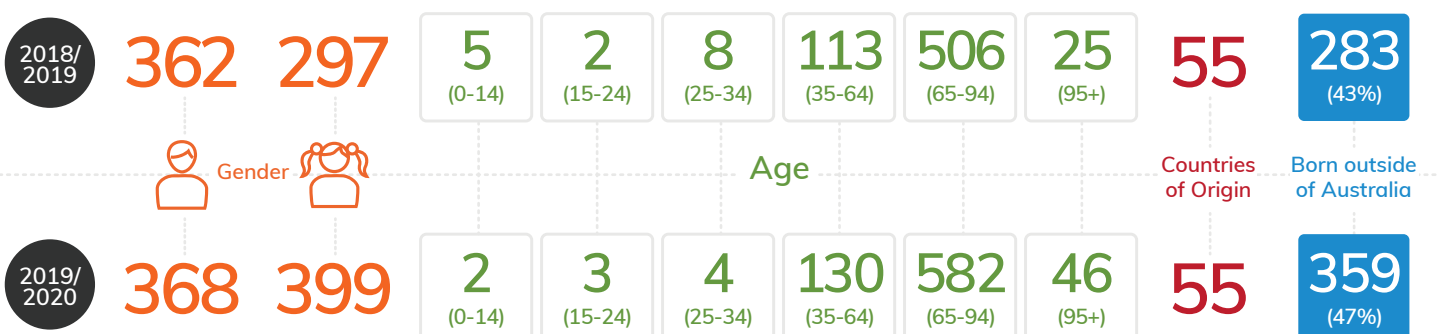 2018/
2019
362 297
5 2 8 113 506 25
(0-14) (15-24) (25-34) (35-64) (65-94) (95+)
55
283
(43%)
Gender
Age
Countries
of Origin
Born outside
of Australia
2019/
2020
368 399
2 3 4 130 582 46
(0-14) (15-24) (25-34) (35-64) (65-94) (95+)
55
359
(47%)